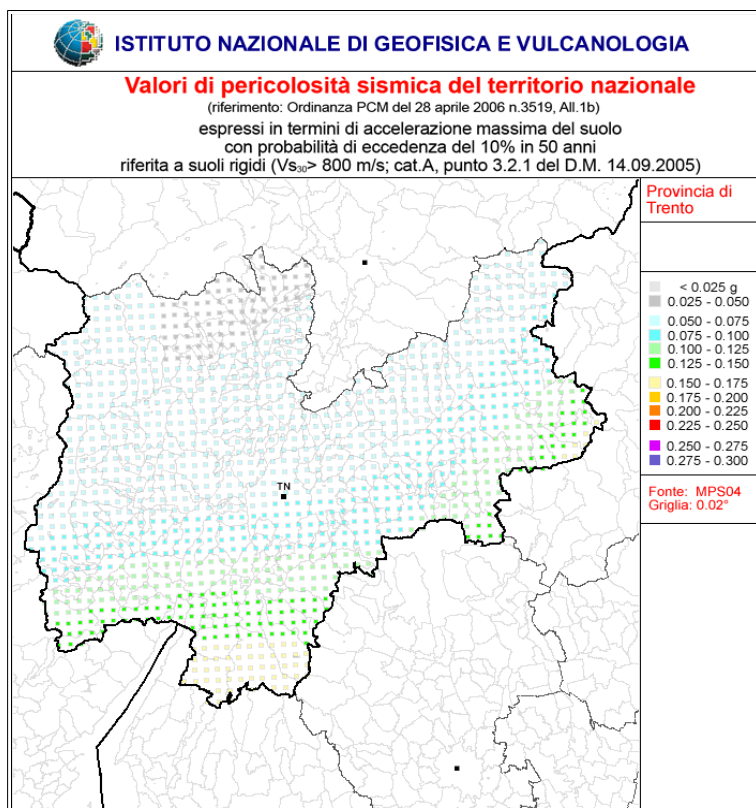 ISTITUTO NAZIONALE DI GEOFISICA E VULCANOLOGIA
Valori di pericolosità sismica del territorio nazionale
(riferimento: Ordinanza PCM del 28 aprile 2006 n.3519, All.1b)
espressi in termini di accelerazione massima del suolo
con probabilità di eccedenza del 10% in 50 anni
riferita a suoli rigidi (Vs₃₀> 800 m/s; cat.A, punto 3.2.1 del D.M. 14.09.2005)
Provincia di
Trento
< 0.025 g
0.025 - 0.050
0.050 - 0.075
0.075 - 0.100
0.100 - 0.125
0.125 - 0.150
0.150 - 0.175
0.175 - 0.200
0.200 - 0.225
0.225 - 0.250
0.250 - 0.275
0.275 - 0.300
Fonte: MPS04
Griglia: 0.02°
TN